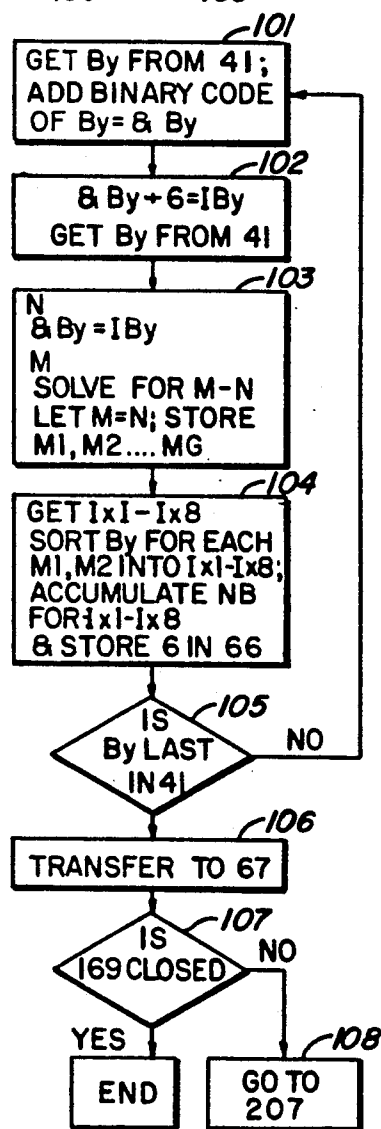 101
GET By FROM 41;
ADD BINARY CODE
OF By= & By
102
& By÷6=IBy
GET By FROM 41
103
N
& By=IBy
M
SOLVE FOR M-N
LET M=N; STORE
M1, M2....MG
104
GET IxI-Ix8
SORT By FOR EACH
M1,M2 INTO Ix1-Ix8;
ACCUMULATE NB
FOR Ix1-Ix8
& STORE 6 IN 66
105
IS
By LAST
IN 41
NO
106
TRANSFER TO 67
107
IS
169 CLOSED
NO
YES
END
108
GO TO
207